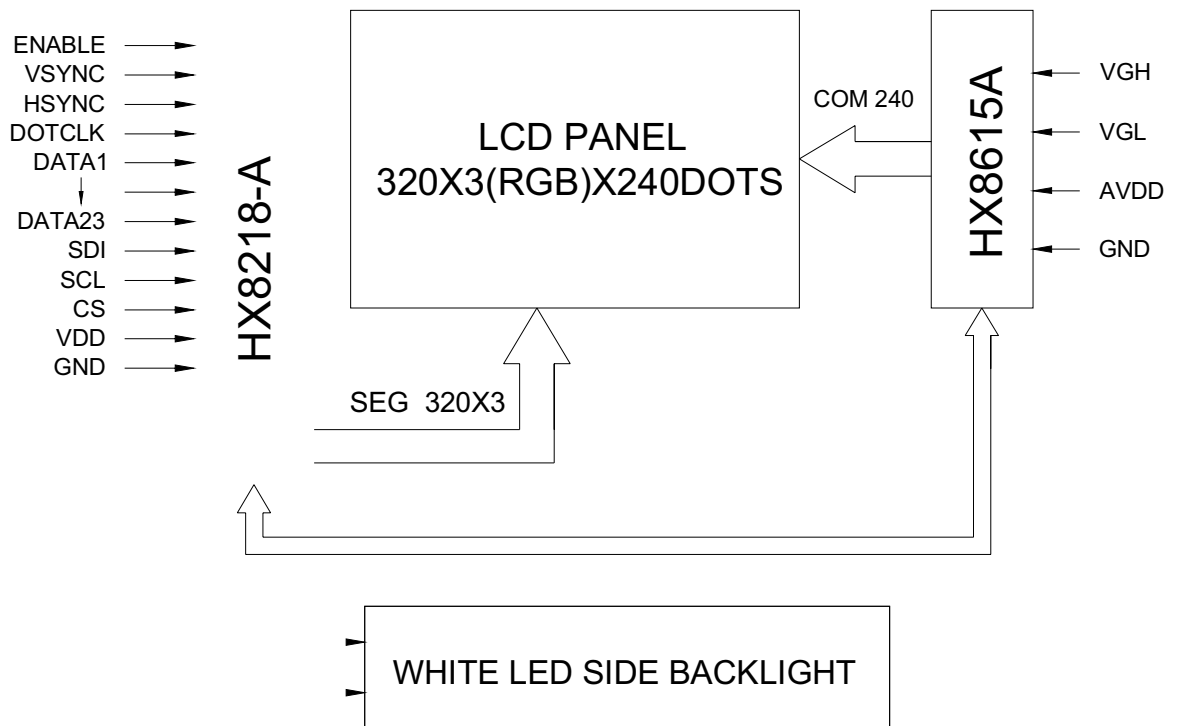 ENABLE
VSYNC
HSYNC
DOTCLK
DATA1
DATA23
SDI
SCL
CS
VDD
GND
HX8218-A
LCD PANEL
320X3(RGB)X240DOTS
SEG 320X3
COM 240
HX8615A
VGH
VGL
AVDD
GND
WHITE LED SIDE BACKLIGHT